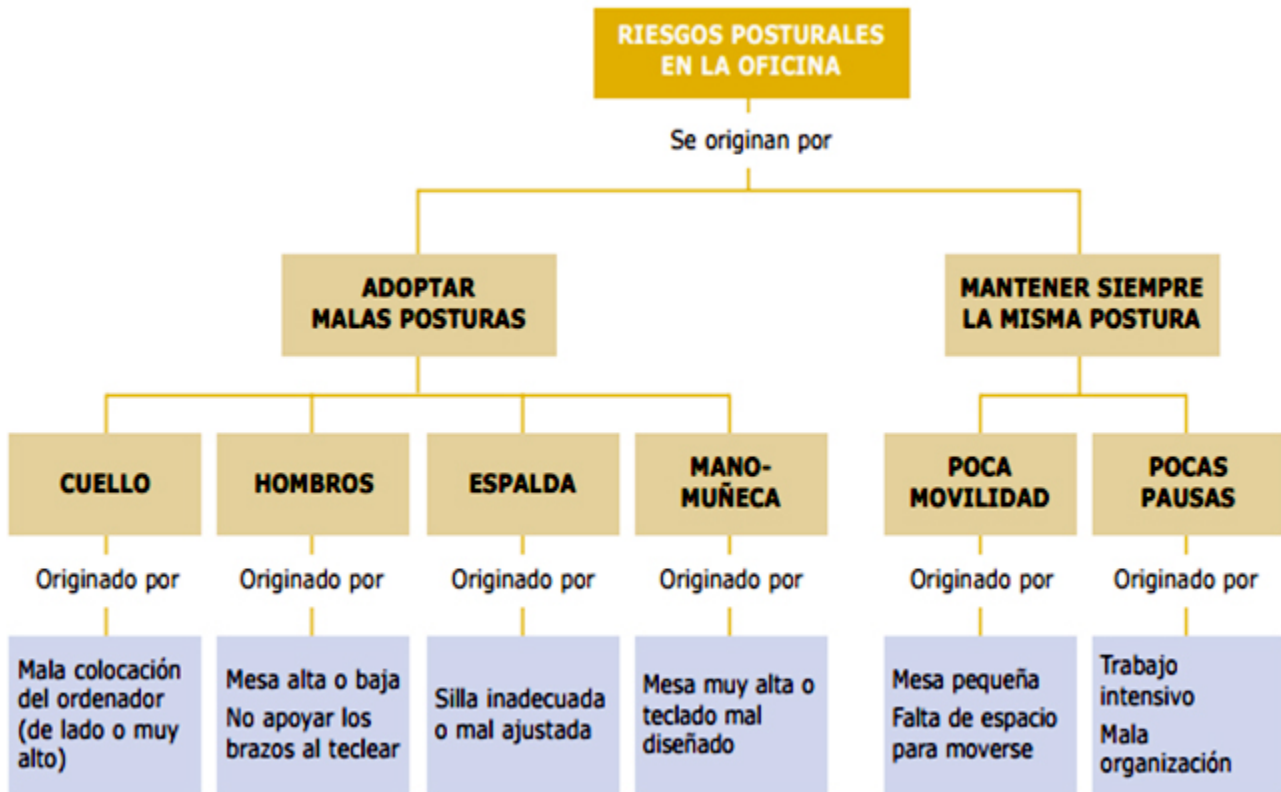 RIESGOS POSTURALES
EN LA OFICINA
Se originan por
ADOPTAR
MALAS POSTURAS
MANTENER SIEMPRE
LA MISMA POSTURA
CUELLO
HOMBROS
ESPALDA
MANO-
MUÑECA
POCA
MOVILIDAD
POCAS
PAUSAS
Originado por
Originado por
Originado por
Originado por
Originado por
Originado por
Mala colocación
del ordenador
(de lado o muy
alto)
Mesa alta o baja
No apoyar los
brazos al teclear
Silla inadecuada
o mal ajustada
Mesa muy alta o
teclado mal
diseñado
Mesa pequeña
Falta de espacio
para moverse
Trabajo
intensivo
Mala
organización